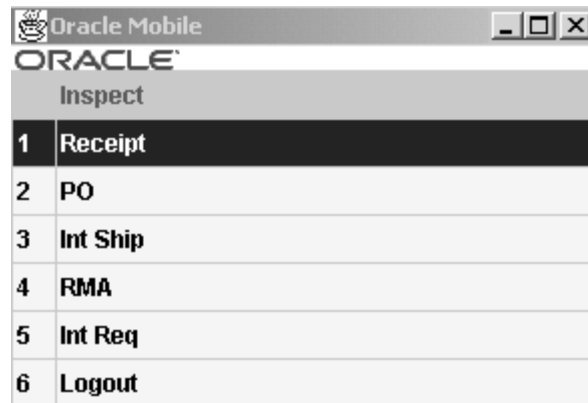 Oracle Mobile
ORACLE
Inspect
1 Receipt
2 PO
3 Int Ship
4 RMA
5 Int Req
6 Logout